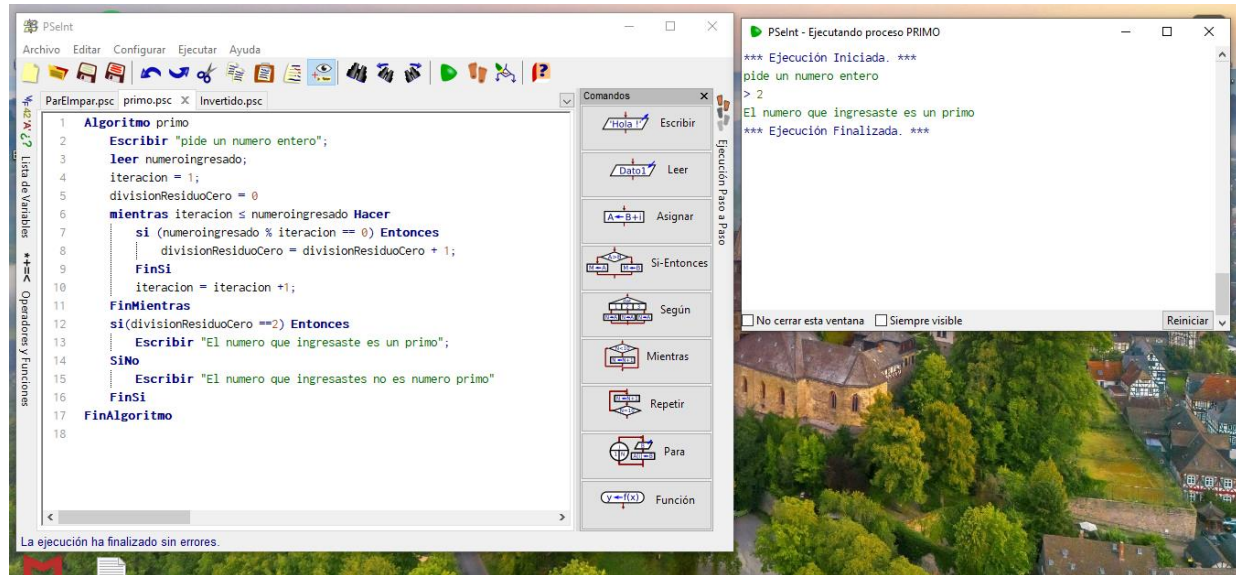 PSeInt
Archivo Editar Configurar Ejecutar Ayuda
ParEImpar.psc primo.psc X Invertido.psc
1 Algoritmo primo
2 Escribir "pide un numero entero";
3 leer numeroingresado;
4 iteracion = 1;
5 divisionResiduoCero = 0
6 mientras iteracion ≤ numeroingresado Hacer
7 si (numeroingresado % iteracion == 0) Entonces
8 divisionResiduoCero = divisionResiduoCero + 1;
9 FinSi
10 iteracion = iteracion +1;
11 FinMientras
12 si(divisionResiduoCero ==2) Entonces
13 Escribir "El numero que ingresaste es un primo";
14 SiNo
15 Escribir "El numero que ingresastes no es numero primo"
16 FinSi
17 FinAlgoritmo
18
Lista de Variables
Operadores y Funciones
Comandos
'Hola !' Escribir
Dato1 Leer
A←B+i Asignar
Si-Entonces
Según
Mientras
Repetir
Para
y←f(x) Función
Ejecución Paso a Paso
La ejecución ha finalizado sin errores.
PSeInt - Ejecutando proceso PRIMO
*** Ejecución Iniciada. ***
pide un numero entero
> 2
El numero que ingresaste es un primo
*** Ejecución Finalizada. ***
No cerrar esta ventana Siempre visible Reiniciar